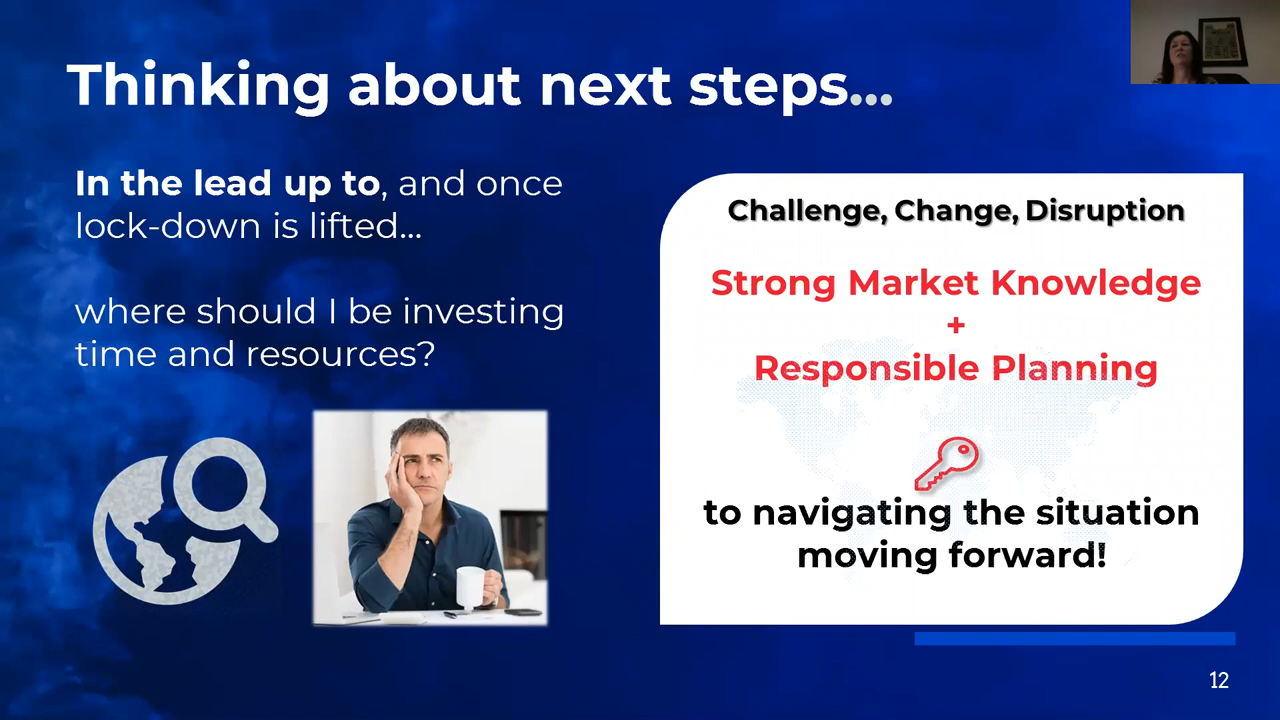 Thinking about next steps...
In the lead up to, and once
lock-down is lifted...
where should I be investing
time and resources?
Challenge, Change, Disruption
Strong Market Knowledge
+
Responsible Planning
to navigating the situation
moving forward!
12